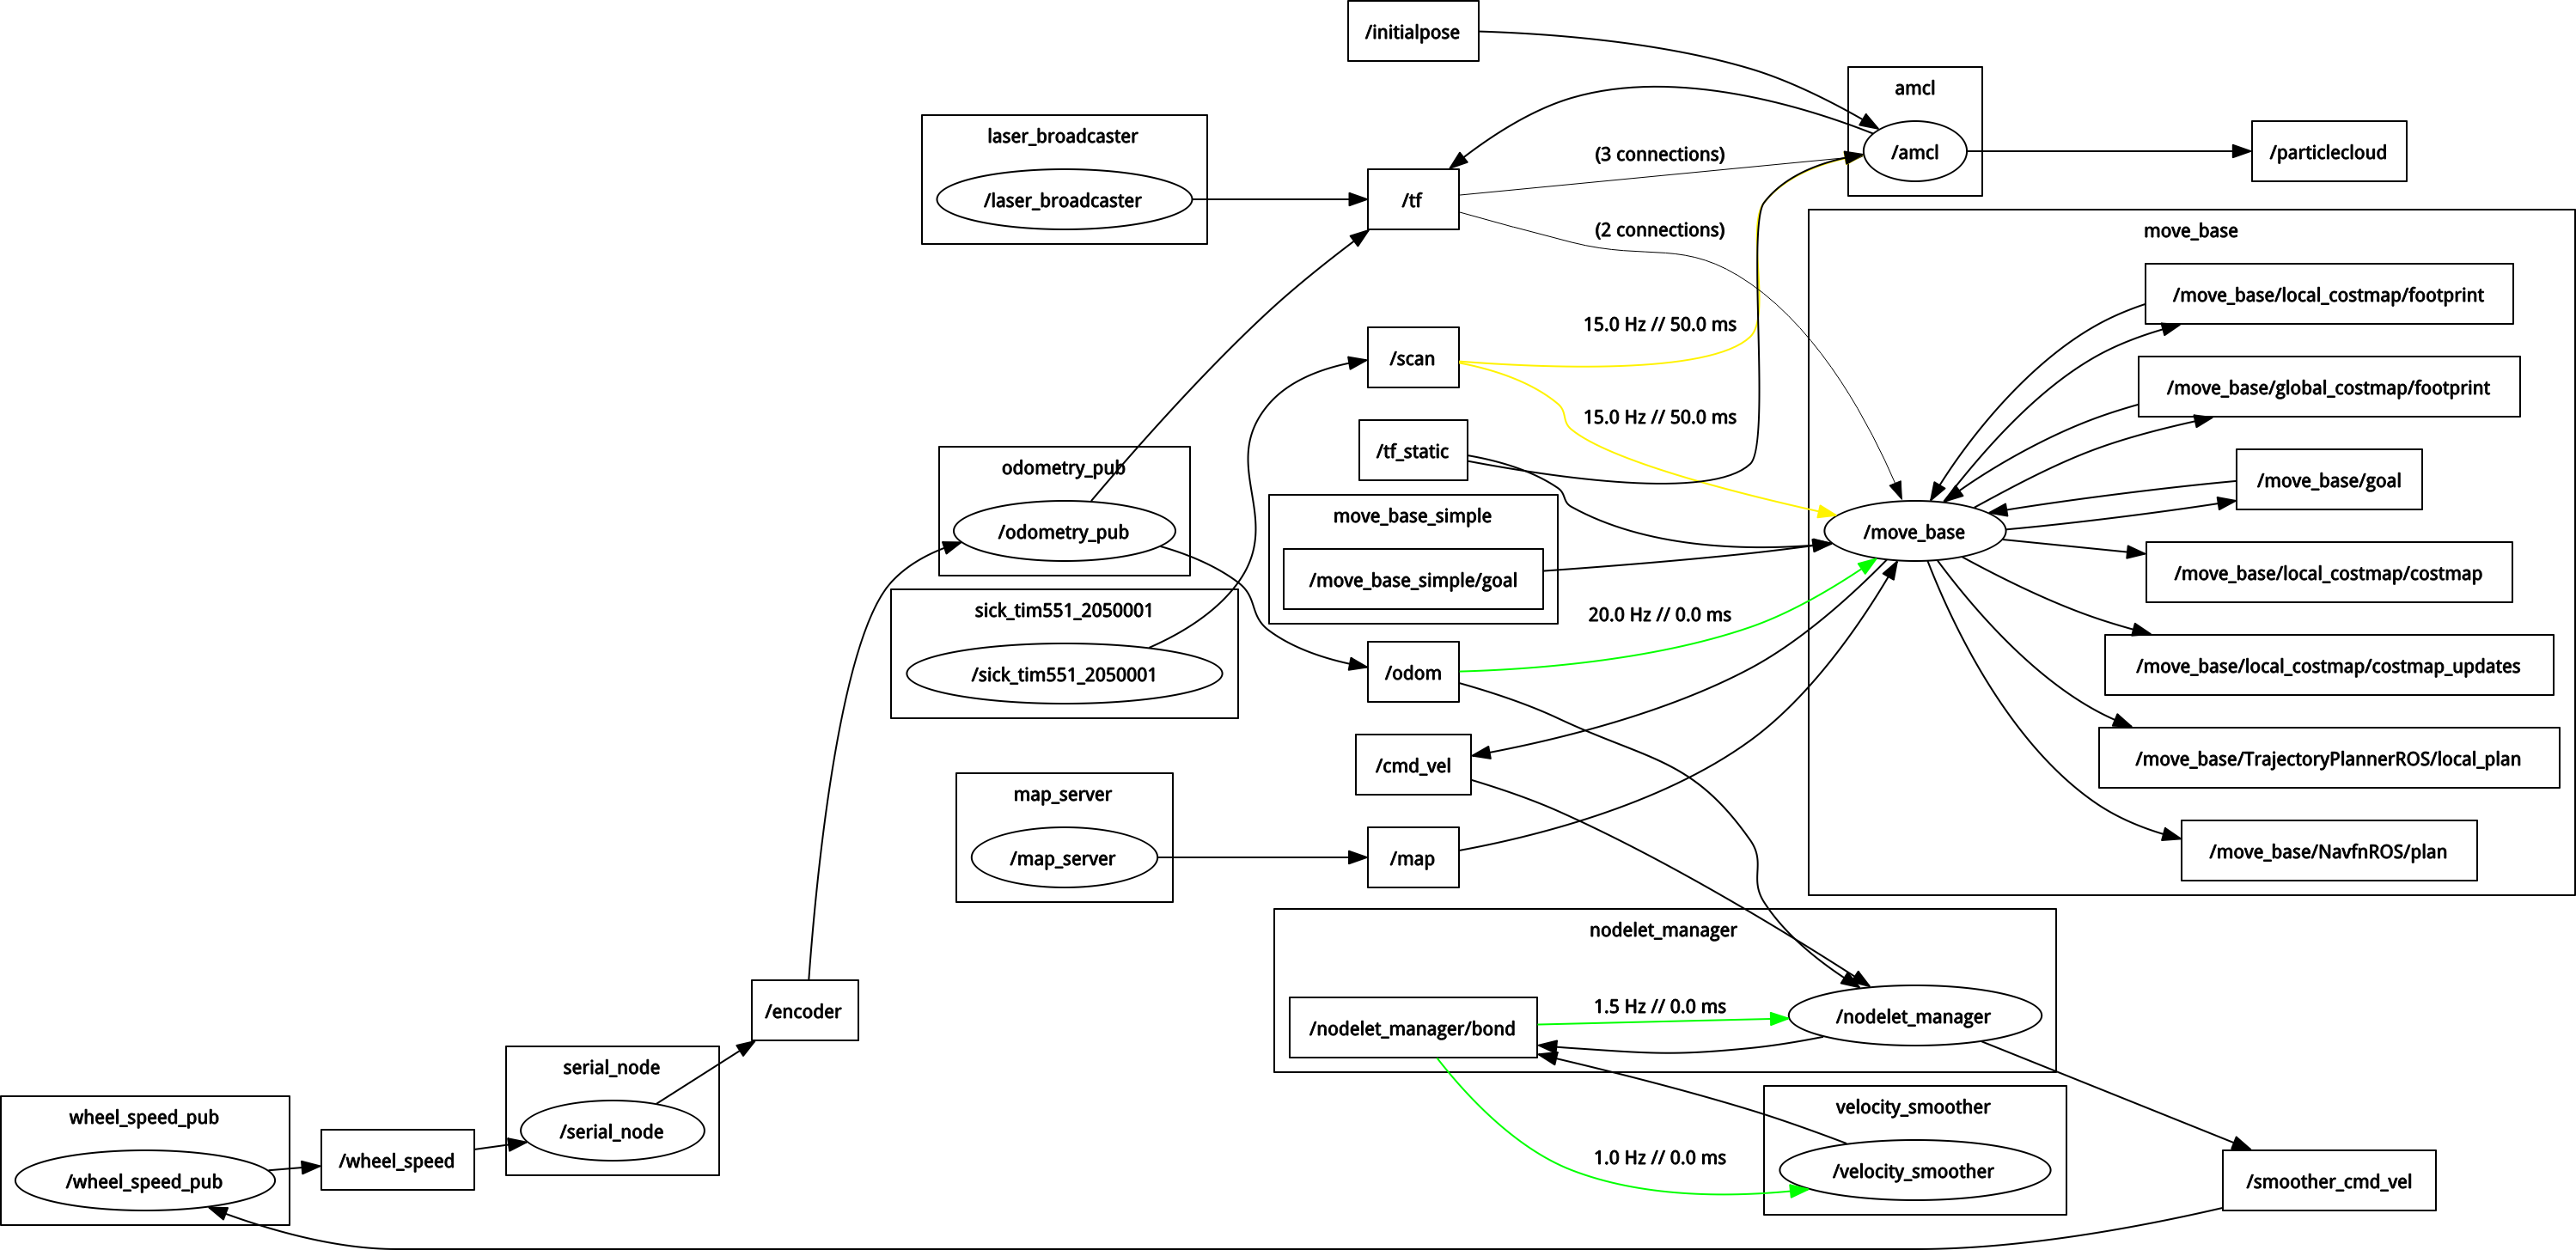 /initialpose
amcl
/amcl
/particlecloud
laser_broadcaster
/laser_broadcaster
/tf
(3 connections)
(2 connections)
move_base
/move_base/local_costmap/footprint
/scan
15.0 Hz // 50.0 ms
15.0 Hz // 50.0 ms
/move_base/global_costmap/footprint
/tf_static
odometry_pub
/odometry_pub
move_base_simple
/move_base_simple/goal
/move_base
/move_base/goal
/move_base/local_costmap/costmap
sick_tim551_2050001
/sick_tim551_2050001
20.0 Hz // 0.0 ms
/odom
/move_base/local_costmap/costmap_updates
/cmd_vel
/move_base/TrajectoryPlannerROS/local_plan
map_server
/map_server
/map
/move_base/NavfnROS/plan
nodelet_manager
/nodelet_manager/bond
1.5 Hz // 0.0 ms
/nodelet_manager
/encoder
serial_node
/serial_node
wheel_speed_pub
/wheel_speed_pub
/wheel_speed
velocity_smoother
/velocity_smoother
1.0 Hz // 0.0 ms
/smoother_cmd_vel